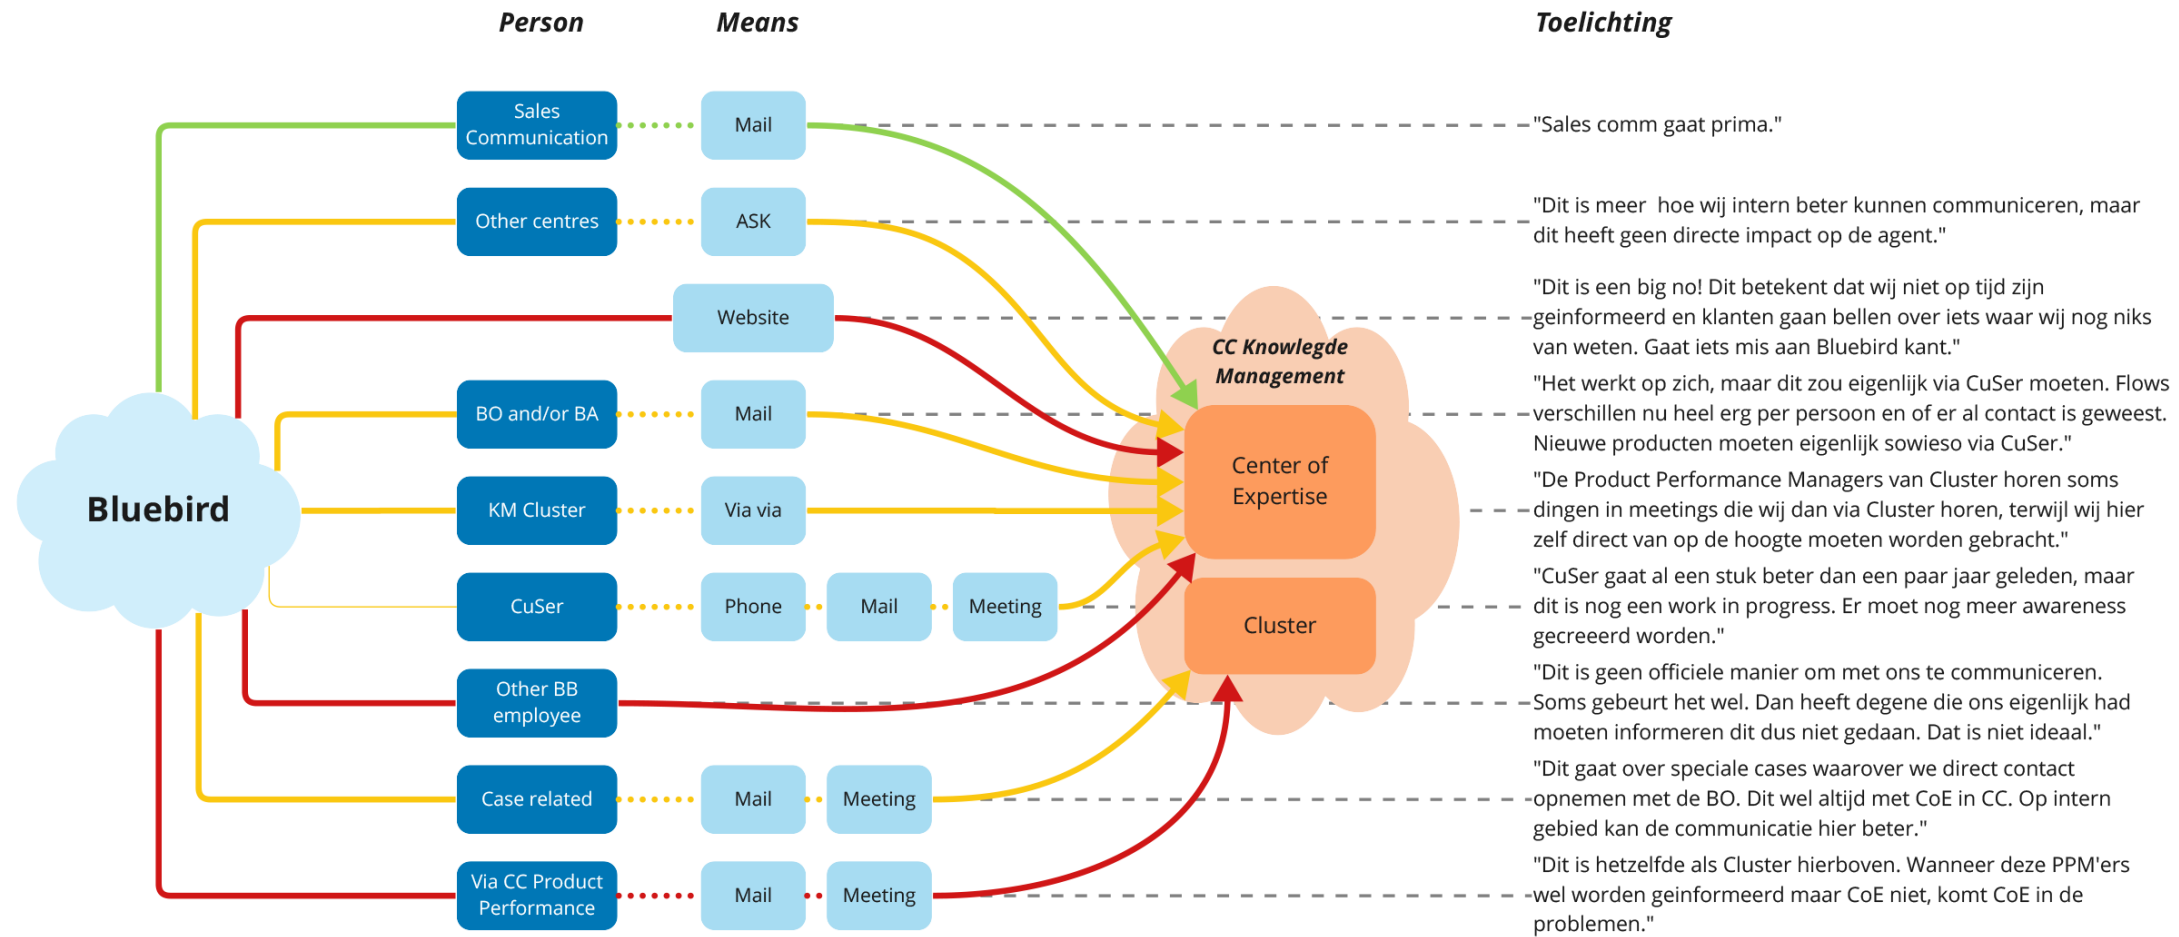 Person
Means
Toelichting
Sales
Communication
Mail
"Sales comm gaat prima."
Other centres
ASK
"Dit is meer  hoe wij intern beter kunnen communiceren, maar
dit heeft geen directe impact op de agent."
Website
"Dit is een big no! Dit betekent dat wij niet op tijd zijn
geinformeerd en klanten gaan bellen over iets waar wij nog niks
van weten. Gaat iets mis aan Bluebird kant."
BO and/or BA
Mail
"Het werkt op zich, maar dit zou eigenlijk via CuSer moeten. Flows
verschillen nu heel erg per persoon en of er al contact is geweest.
Nieuwe producten moeten eigenlijk sowieso via CuSer."
Bluebird
KM Cluster
Via via
"De Product Performance Managers van Cluster horen soms
dingen in meetings die wij dan via Cluster horen, terwijl wij hier
zelf direct van op de hoogte moeten worden gebracht."
CuSer
Phone
Mail
Meeting
"CuSer gaat al een stuk beter dan een paar jaar geleden, maar
dit is nog een work in progress. Er moet nog meer awareness
gecreeerd worden."
Other BB
employee
"Dit is geen officiele manier om met ons te communiceren.
Soms gebeurt het wel. Dan heeft degene die ons eigenlijk had
moeten informeren dit dus niet gedaan. Dat is niet ideaal."
Case related
Mail
Meeting
"Dit gaat over speciale cases waarover we direct contact
opnemen met de BO. Dit wel altijd met CoE in CC. Op intern
gebied kan de communicatie hier beter."
Via CC Product
Performance
Mail
Meeting
"Dit is hetzelfde als Cluster hierboven. Wanneer deze PPM'ers
wel worden geinformeerd maar CoE niet, komt CoE in de
problemen."
CC Knowlegde
Management
Center of
Expertise
Cluster